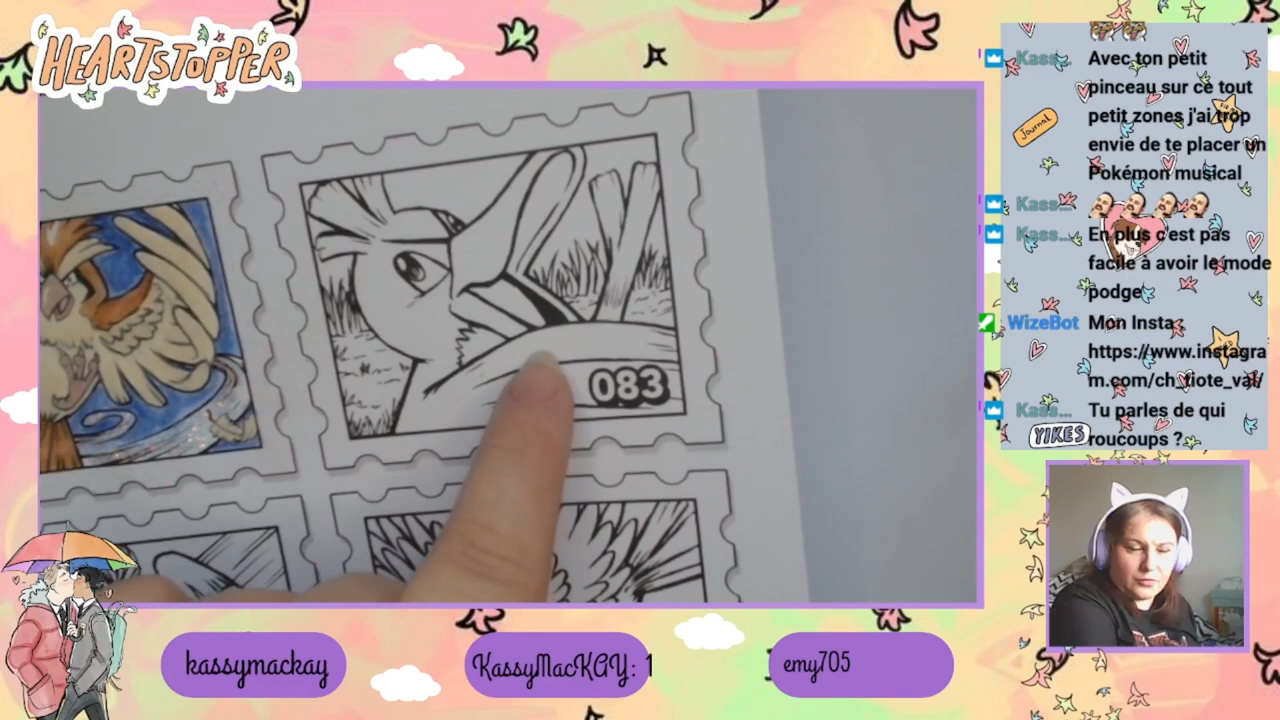 HEARTSTOPPER
Kass...
Avec ton petit
pinceau sur ce tout
petit zones j'ai trop
envie de te placer un
Pokémon musical
Journal
Kass...
Kass...
En plus c'est pas
facile à avoir le mode
podge
WizeBot
Mon Insta :
https://www.instagra
m.com/ch_tiote_val/
Kass...
Tu parles de qui
roucoups ?
YIKES
083
kassymackay
KassyMacKAY: 1
emy705